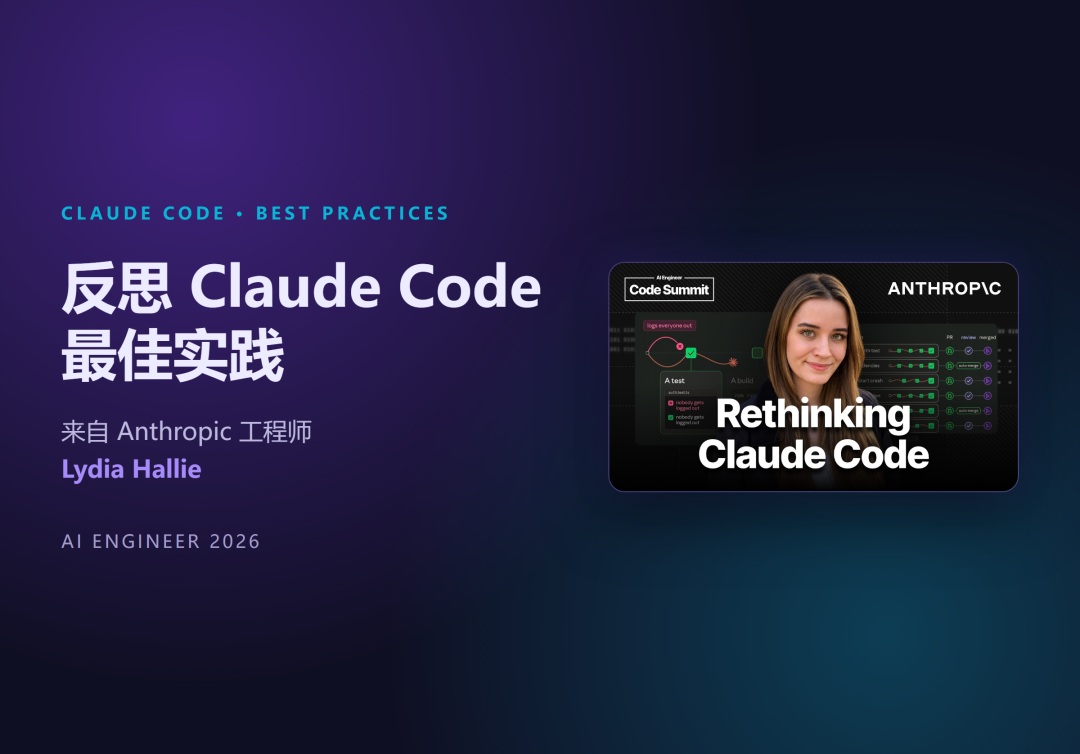 CLAUDE CODE • BEST PRACTICES
反思 Claude Code
最佳实践
来自 Anthropic 工程师
Lydia Hallie
AI ENGINEER 2026
AI Engineer
Code Summit
ANTHROP\C
logs everyone out
PR review merged
A test
A build
nobody gets
logged out
nobody gets
logged out
auto-merge
auto-merge
Rethinking
Claude Code